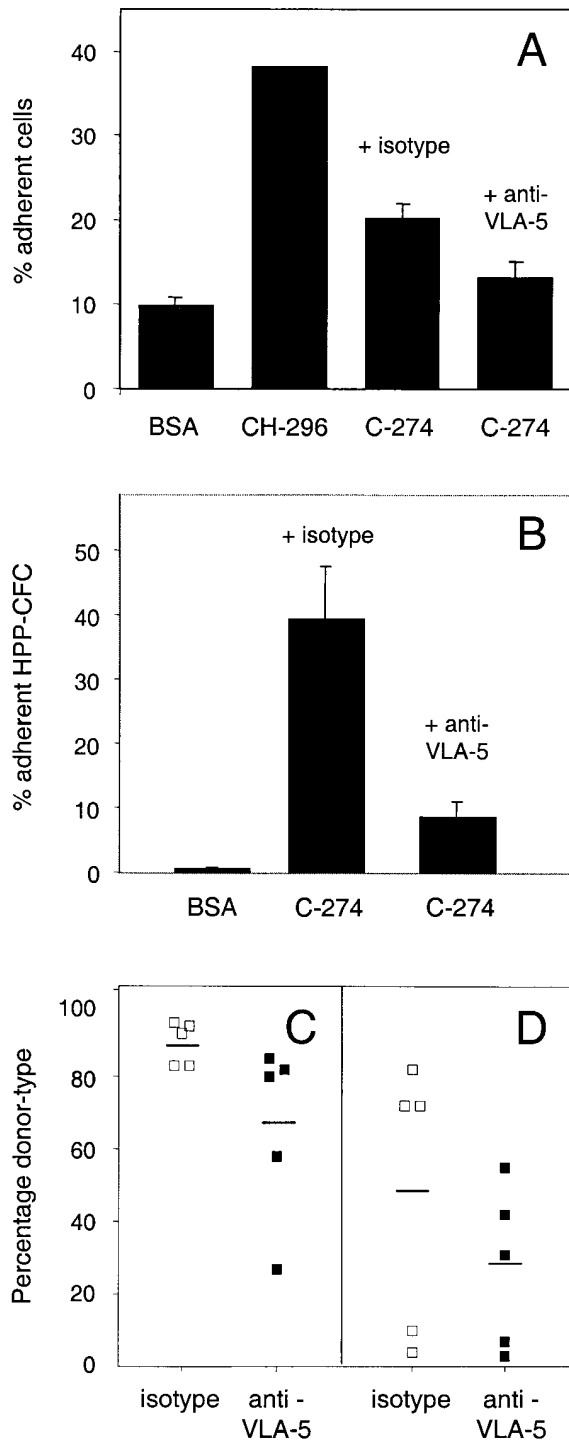 A
% adherent cells
40
30
20
10
0
+ isotype
+ anti-
VLA-5
BSA CH-296 C-274 C-274
B
% adherent HPP-CFC
50
40
30
20
10
0
+ isotype
+ anti-
VLA-5
BSA C-274 C-274
C D
Percentage donor-type
100
80
60
40
20
0
isotype anti - isotype anti -
VLA-5 VLA-5